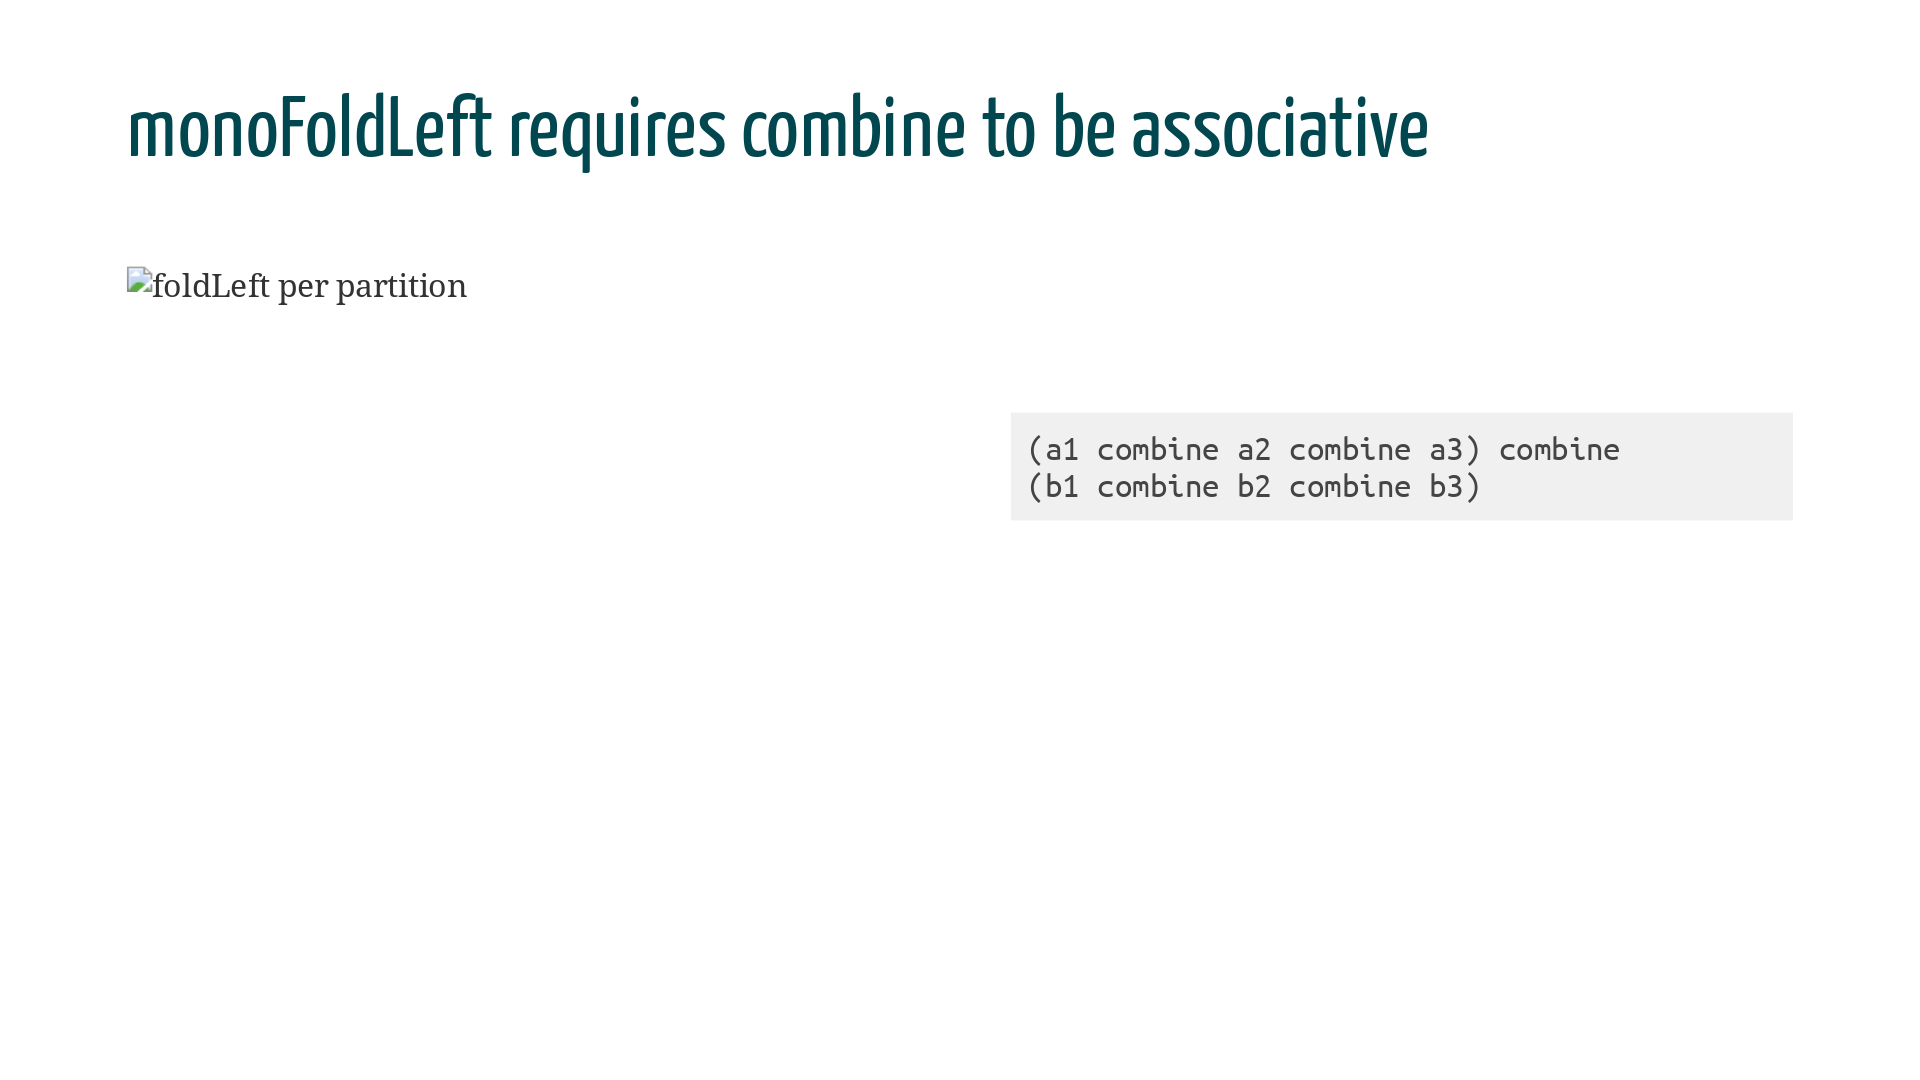 monoFoldLeft requires combine to be associative
foldLeft per partition
(a1 combine a2 combine a3) combine
(b1 combine b2 combine b3)